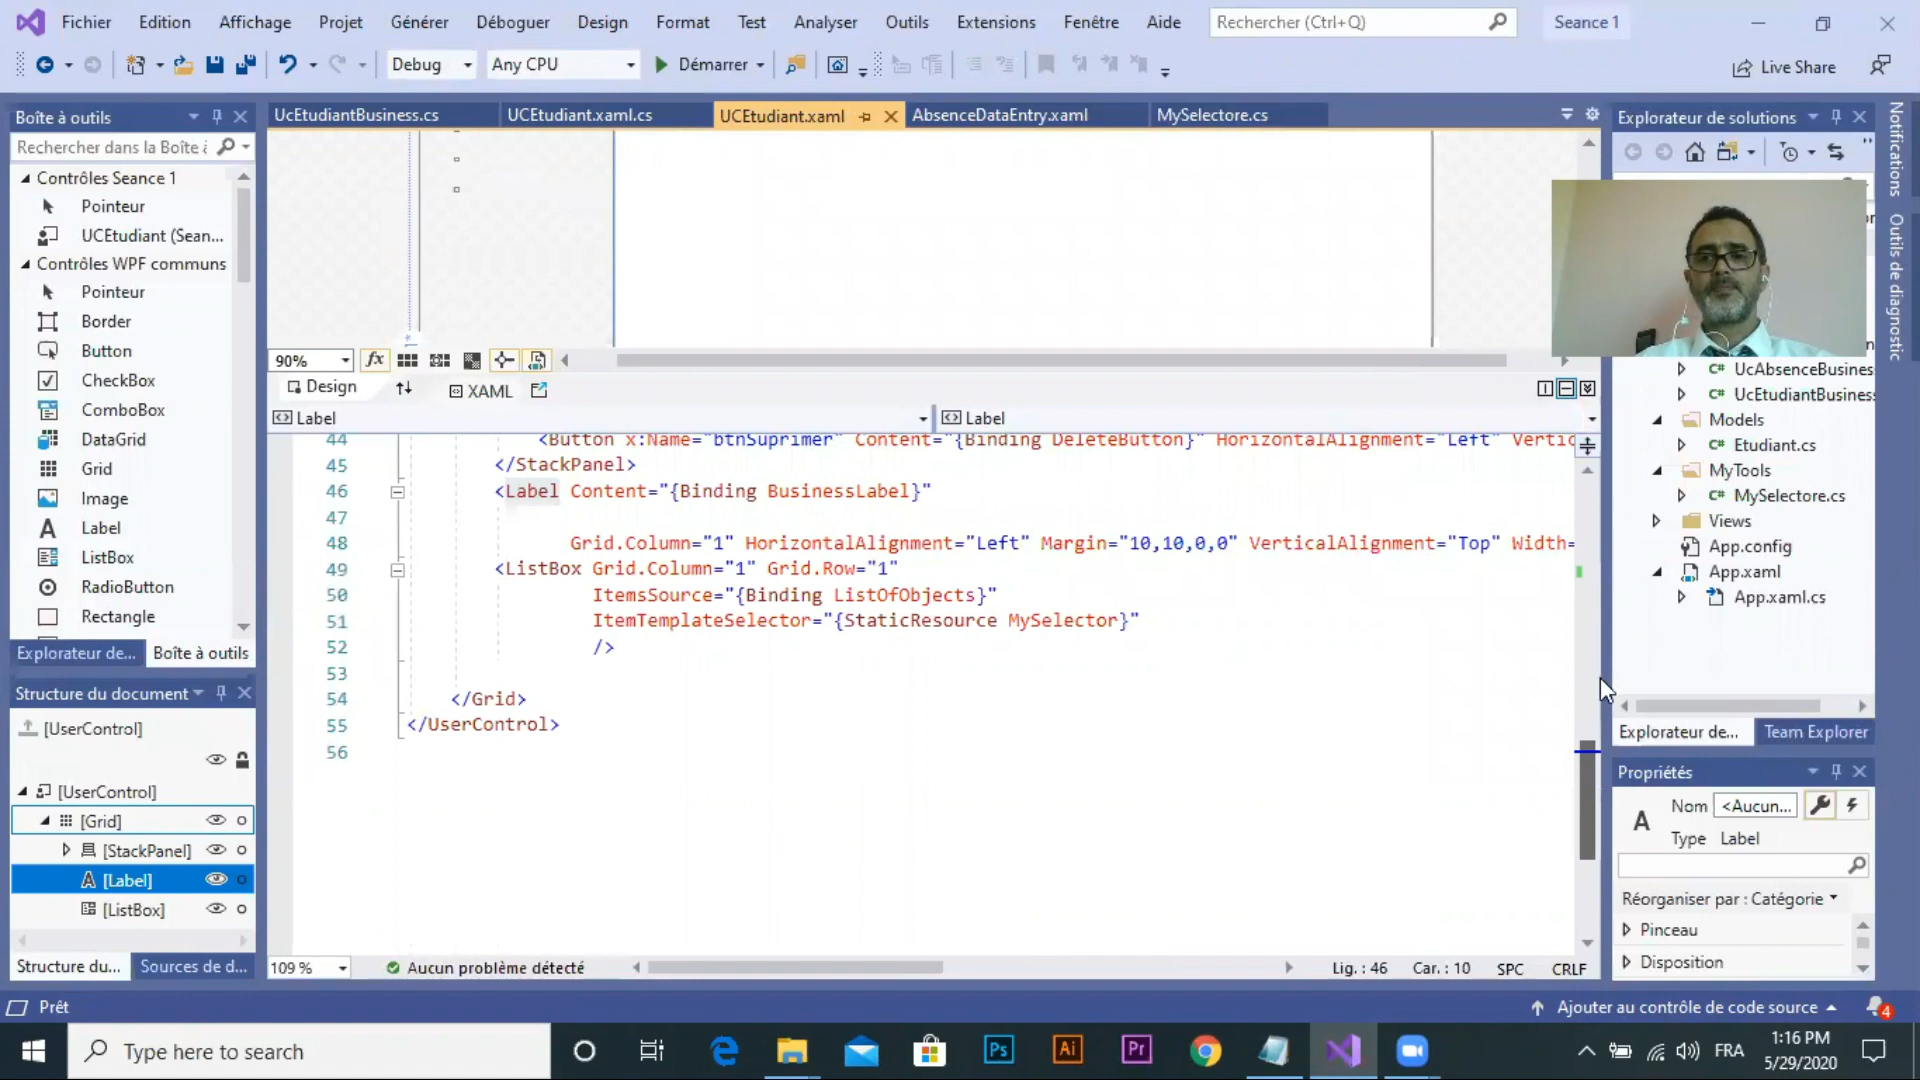 Fichier Edition Affichage Projet Générer Déboguer Design Format Test Analyser Outils Extensions Fenêtre Aide Rechercher (Ctrl+Q) Seance 1
Debug Any CPU Démarrer Live Share
Boîte à outils
Rechercher dans la Boîte à
Contrôles Seance 1
Pointeur
UCEtudiant (Sean...
Contrôles WPF communs
Pointeur
Border
Button
CheckBox
ComboBox
DataGrid
Grid
Image
Label
ListBox
RadioButton
Rectangle
Explorateur de... Boîte à outils
Structure du document
[UserControl]
[UserControl]
[Grid]
[StackPanel]
[Label]
[ListBox]
Structure du... Sources de d...
UcEtudiantBusiness.cs UCEtudiant.xaml.cs UCEtudiant.xaml AbsenceDataEntry.xaml MySelectore.cs
90% fx
Design XAML
Label Label
44 <Button x:Name="btnSuprimer" Content="{Binding DeleteButton}" HorizontalAlignment="Left" Vertic
45 </StackPanel>
46 <Label Content="{Binding BusinessLabel}"
47
48 Grid.Column="1" HorizontalAlignment="Left" Margin="10,10,0,0" VerticalAlignment="Top" Width=
49 <ListBox Grid.Column="1" Grid.Row="1"
50 ItemsSource="{Binding ListOfObjects}"
51 ItemTemplateSelector="{StaticResource MySelector}"
52 />
53
54 </Grid>
55 </UserControl>
56
109 % Aucun problème détecté Lig. : 46 Car. : 10 SPC CRLF
Explorateur de solutions
UcAbsenceBusines
UcEtudiantBusines
Models
C# Etudiant.cs
MyTools
C# MySelectore.cs
Views
App.config
App.xaml
App.xaml.cs
Explorateur de... Team Explorer
Propriétés
Nom <Aucun...
Type Label
Réorganiser par : Catégorie
Pinceau
Disposition
Notifications
Outils de diagnostic
Prêt Ajouter au contrôle de code source 4
Type here to search Ps Ai Pr FRA 1:16 PM
5/29/2020